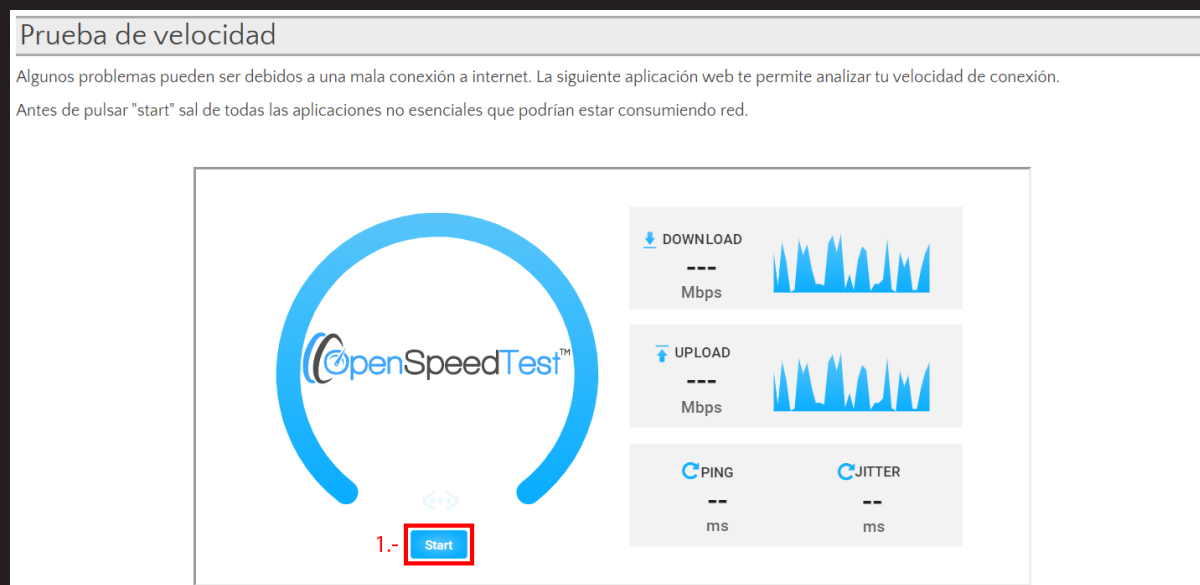 Prueba de velocidad
Algunos problemas pueden ser debidos a una mala conexión a internet. La siguiente aplicación web te permite analizar tu velocidad de conexión.
Antes de pulsar "start" sal de todas las aplicaciones no esenciales que podrían estar consumiendo red.
OpenSpeedTest™
1.- Start
DOWNLOAD
---
Mbps
UPLOAD
---
Mbps
PING JITTER
-- --
ms ms